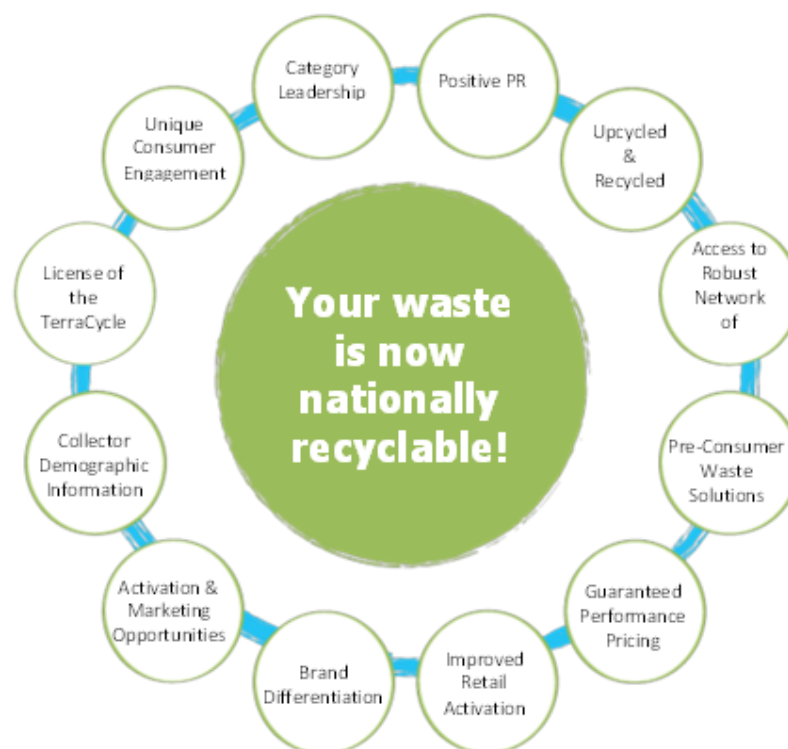 Category
Leadership
Positive PR
Upcycled
&
Recycled
Access to
Robust
Network
of
Pre-Consumer
Waste
Solutions
Guaranteed
Performance
Pricing
Improved
Retail
Activation
Brand
Differentiation
Activation &
Marketing
Opportunities
Collector
Demographic
Information
License of
the
TerraCycle
Unique
Consumer
Engagement
Your waste
is now
nationally
recyclable!